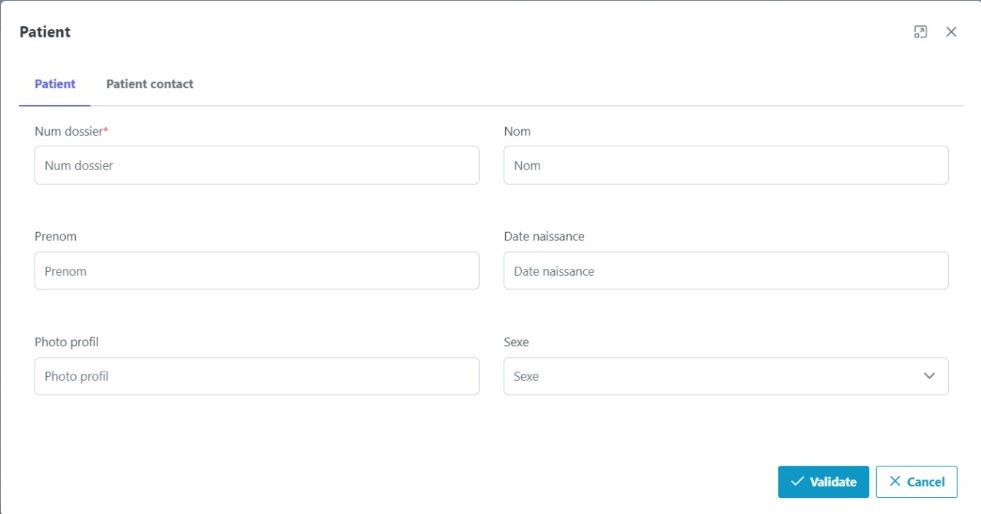 Patient
Patient Patient contact
Num dossier* Nom
Num dossier Nom
Prenom Date naissance
Prenom Date naissance
Photo profil Sexe
Photo profil Sexe
Validate Cancel